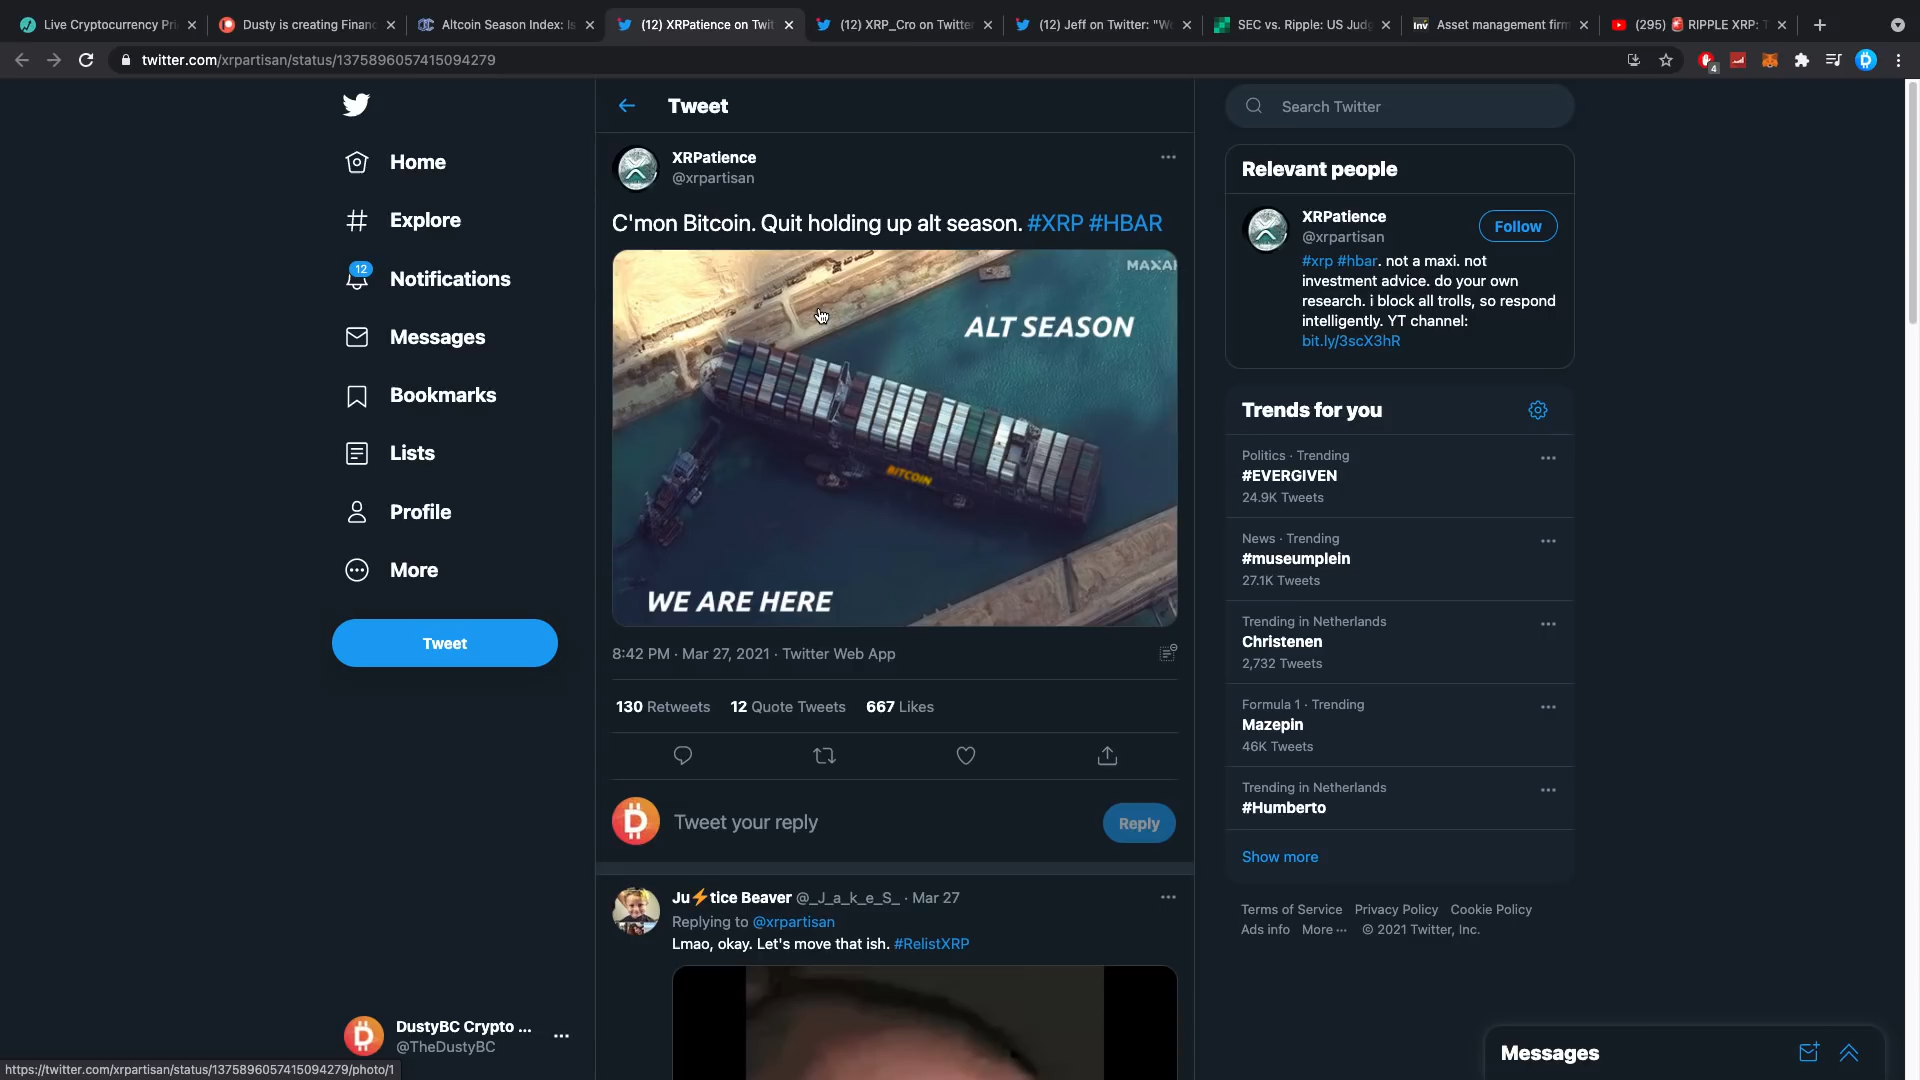 Live Cryptocurrency Pri
Dusty is creating Financ
Altcoin Season Index: Is
(12) XRPatience on Twit
(12) XRP_Cro on Twitter
(12) Jeff on Twitter: "We
SEC vs. Ripple: US Judg
Inv Asset management firm
(295) 🚨 RIPPLE XRP: T
twitter.com/xrpartisan/status/1375896057415094279
4
Home
Explore
12
Notifications
Messages
Bookmarks
Lists
Profile
More
Tweet
DustyBC Crypto ...
@TheDustyBC
https://twitter.com/xrpartisan/status/1375896057415094279/photo/1
Tweet
XRPatience
@xrpartisan
C'mon Bitcoin. Quit holding up alt season. #XRP #HBAR
MAXAR
ALT SEASON
BITCOIN
WE ARE HERE
8:42 PM · Mar 27, 2021 · Twitter Web App
130 Retweets 12 Quote Tweets 667 Likes
Tweet your reply
Reply
Ju⚡tice Beaver @_J_a_k_e_S_ · Mar 27
Replying to @xrpartisan
Lmao, okay. Let's move that ish. #RelistXRP
Search Twitter
Relevant people
XRPatience
@xrpartisan
Follow
#xrp #hbar. not a maxi. not
investment advice. do your own
research. i block all trolls, so respond
intelligently. YT channel:
bit.ly/3scX3hR
Trends for you
Politics · Trending
#EVERGIVEN
24.9K Tweets
News · Trending
#museumplein
27.1K Tweets
Trending in Netherlands
Christenen
2,732 Tweets
Formula 1 · Trending
Mazepin
46K Tweets
Trending in Netherlands
#Humberto
Show more
Terms of Service Privacy Policy Cookie Policy
Ads info More ··· © 2021 Twitter, Inc.
Messages